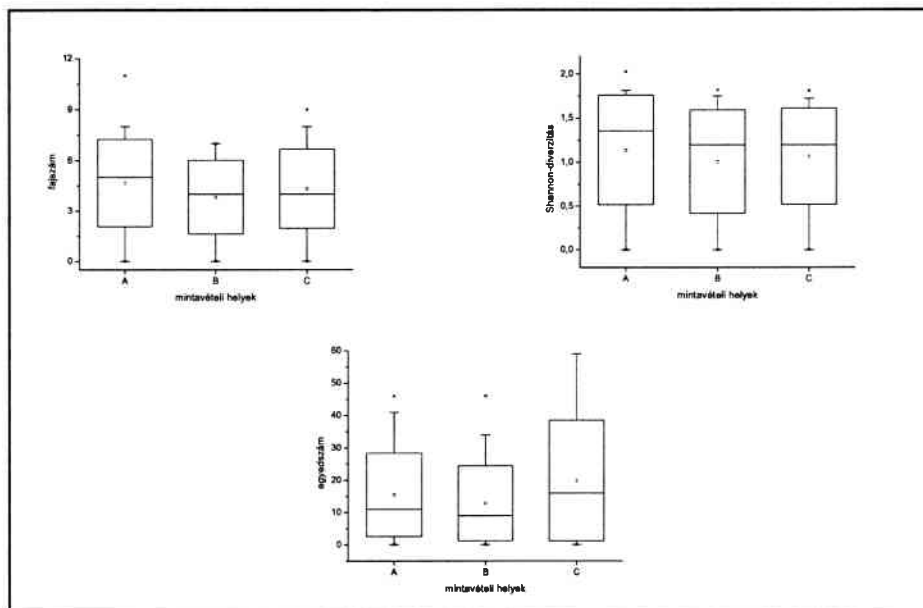 12
9
6
3
0
fajszám
A B C
mintavételi helyek
2,0
1,5
1,0
0,5
0,0
Shannon-diverzitás
A B C
mintavételi helyek
60
50
40
30
20
10
0
egyedszám
A B C
mintavételi helyek